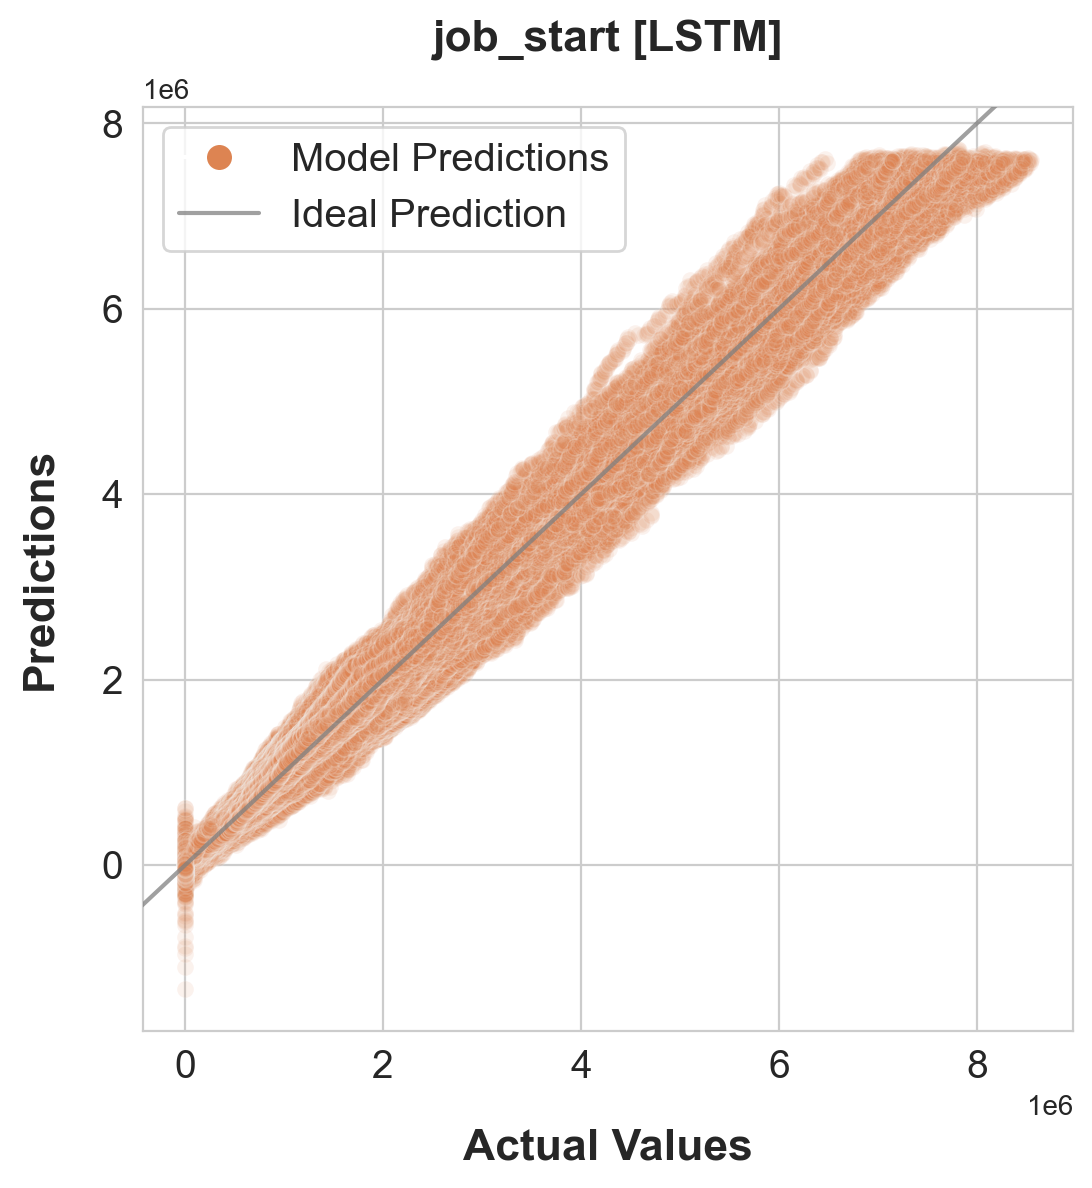 job_start [LSTM]
1e6
8
6
4
2
0
Model Predictions
Ideal Prediction
Predictions
0 2 4 6 8
1e6
Actual Values